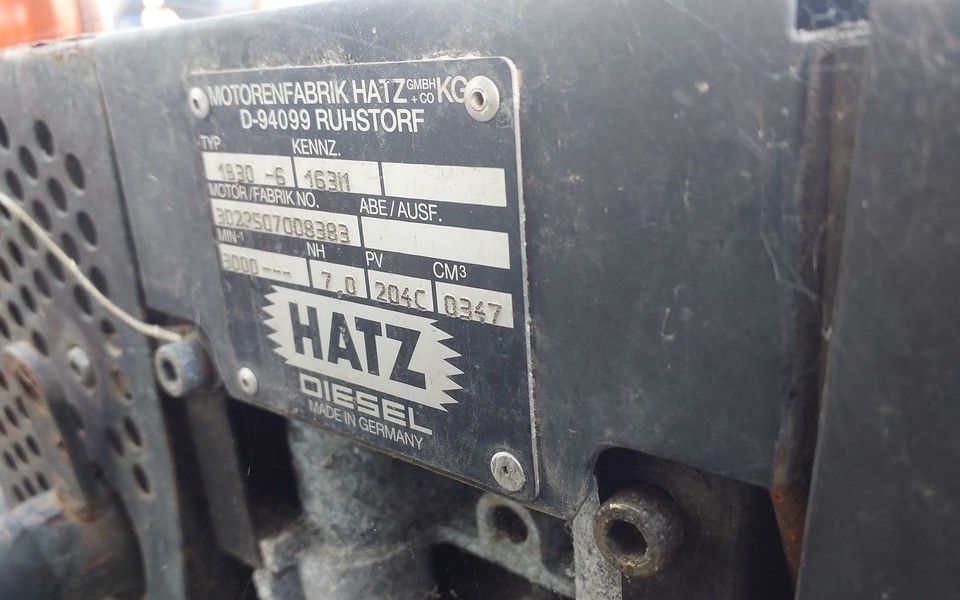 MOTORENFABRIK HATZ GMBH + CO KG
D-94099 RUHSTORF
TYP KENNZ.
1B30 -6 163M
MOTOR/FABRIK NO. ABE/AUSF.
3022507008383
MIN-1 NH PV CM³
3000 --- 7.0 204C 0347
HATZ
DIESEL
MADE IN GERMANY